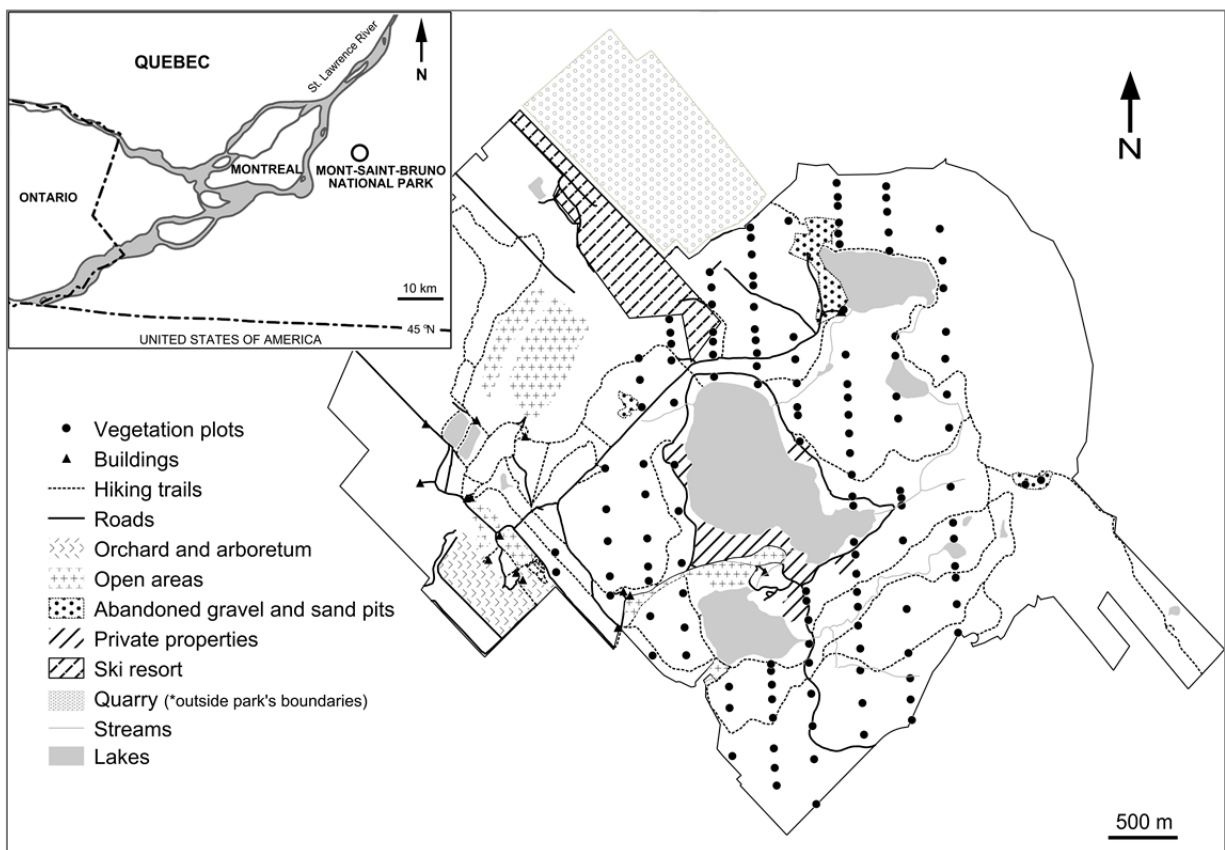 QUEBEC
St. Lawrence River
N
MONTREAL
MONT-SAINT-BRUNO
NATIONAL PARK
ONTARIO
10 km
45 °N
UNITED STATES OF AMERICA
N
Vegetation plots
Buildings
Hiking trails
Roads
Orchard and arboretum
Open areas
Abandoned gravel and sand pits
Private properties
Ski resort
Quarry (*outside park's boundaries)
Streams
Lakes
500 m